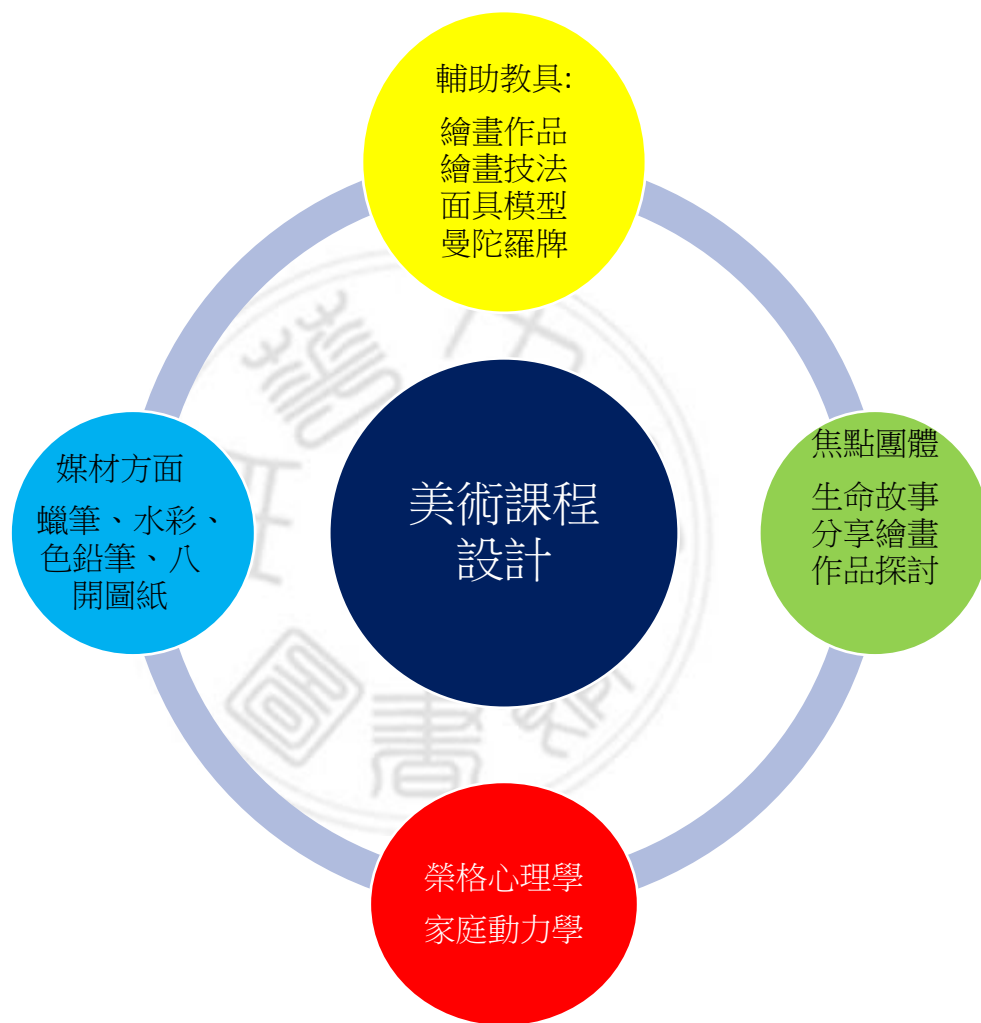 輔助教具:
繪畫作品
繪畫技法
面具模型
曼陀羅牌
美術課程
設計
媒材方面
蠟筆、水彩、
色鉛筆、八
開圖紙
焦點團體
生命故事
分享繪畫
作品探討
榮格心理學
家庭動力學